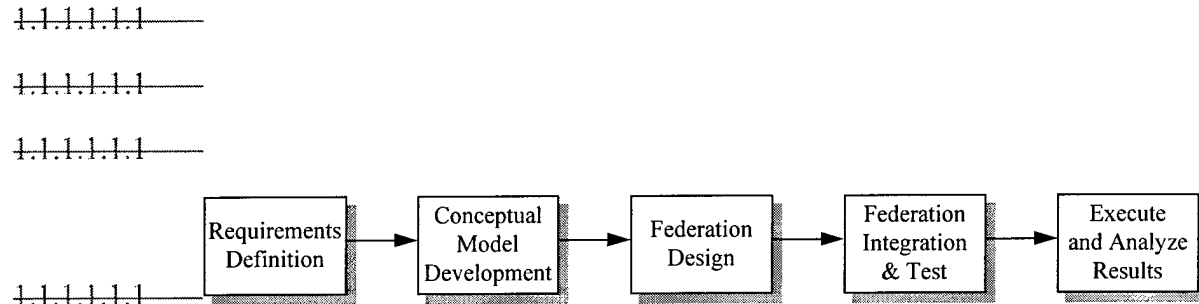 1.1.1.1.1.1
1.1.1.1.1.1
1.1.1.1.1.1
Requirements
Definition
Conceptual
Model
Development
Federation
Design
Federation
Integration
& Test
Execute
and Analyze
Results
1.1.1.1.1.1